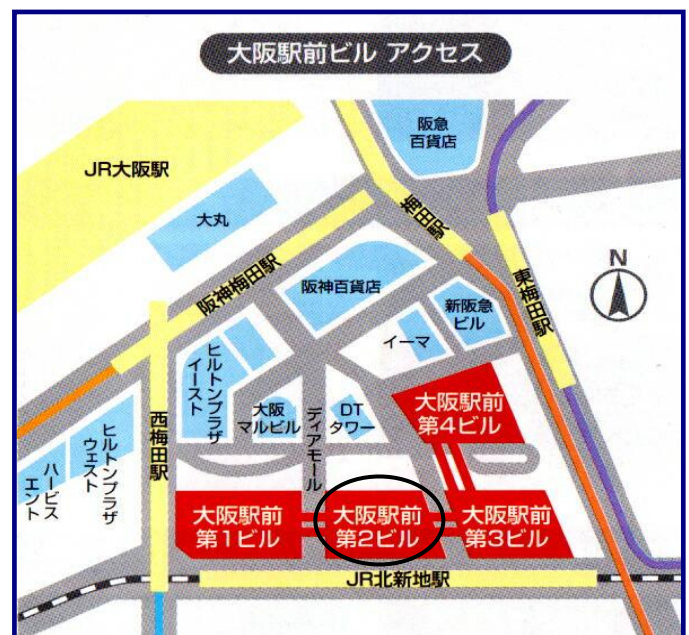 大阪駅前ビル アクセス
阪急
百貨店
JR大阪駅
大丸
梅田駅
阪神梅田駅
阪神百貨店
新阪急
ビル
東梅田駅
N
イーマ
ヒルトンプラザ
イースト
大阪
マルビル
ディアモール
DT
タワー
大阪駅前
第4ビル
西梅田駅
ヒルトンプラザ
ウェスト
ハービス
エント
大阪駅前
第1ビル
大阪駅前
第2ビル
大阪駅前
第3ビル
JR北新地駅